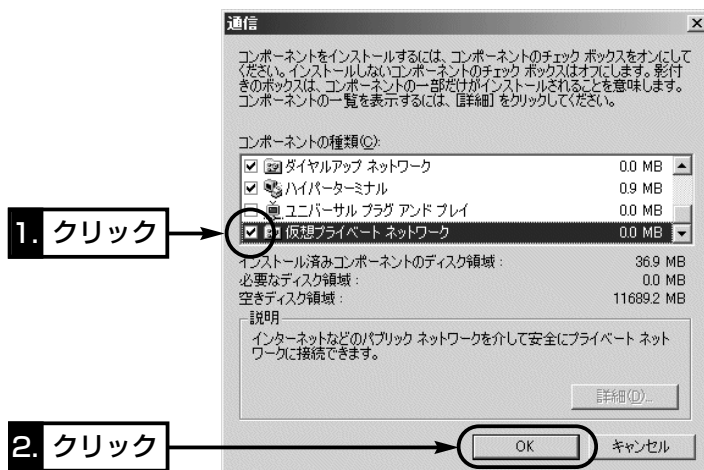 通信
コンポーネントをインストールするには、コンポーネントのチェック ボックスをオンにして
ください。インストールしないコンポーネントのチェック ボックスはオフにします。影付
きのボックスは、コンポーネントの一部だけがインストールされることを意味します。
コンポーネントの一覧を表示するには、[詳細] をクリックしてください。
コンポーネントの種類(C):
ダイヤルアップ ネットワーク 0.0 MB
ハイパーターミナル 0.9 MB
ユニバーサル プラグ アンド プレイ 0.0 MB
1. クリック
仮想プライベート ネットワーク 0.0 MB
インストール済みコンポーネントのディスク領域 : 36.9 MB
必要なディスク領域 : 0.0 MB
空きディスク領域 : 11689.2 MB
説明
インターネットなどのパブリック ネットワークを介して安全にプライベート ネット
ワークに接続できます。
詳細(D)...
2. クリック
OK キャンセル